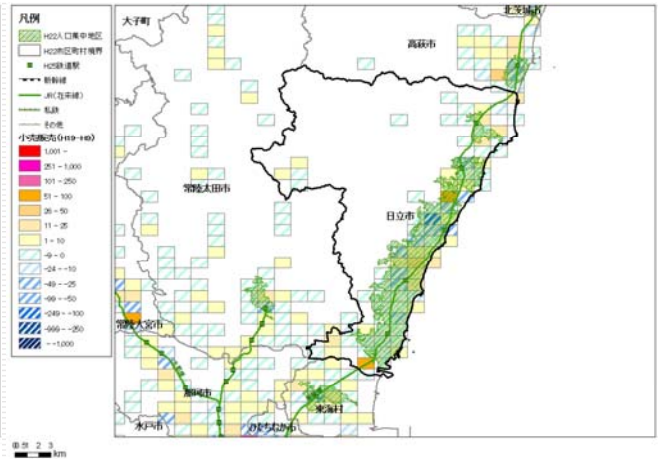 凡例
H22人口集中地区
H22市区町村境界
H25鉄道駅
新幹線
JR(在来線)
私鉄
その他
小売販売(H19-H9)
1,001 -
251 - 1,000
101 - 250
51 - 100
26 - 50
11 - 25
1 - 10
-9 - 0
-24 - -10
-49 - -25
-99 - -50
-249 - -100
-999 - -250
- -1,000
大子町
北茨城市
高萩市
常陸太田市
日立市
常陸大宮市
那珂市
東海村
水戸市
ひたちなか市
2 3
km